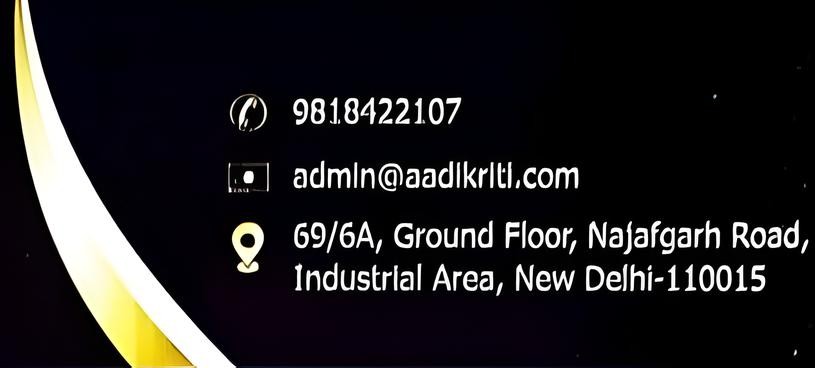 9818422107
admin@aadikriti.com
69/6A, Ground Floor, Najafgarh Road,
Industrial Area, New Delhi-110015